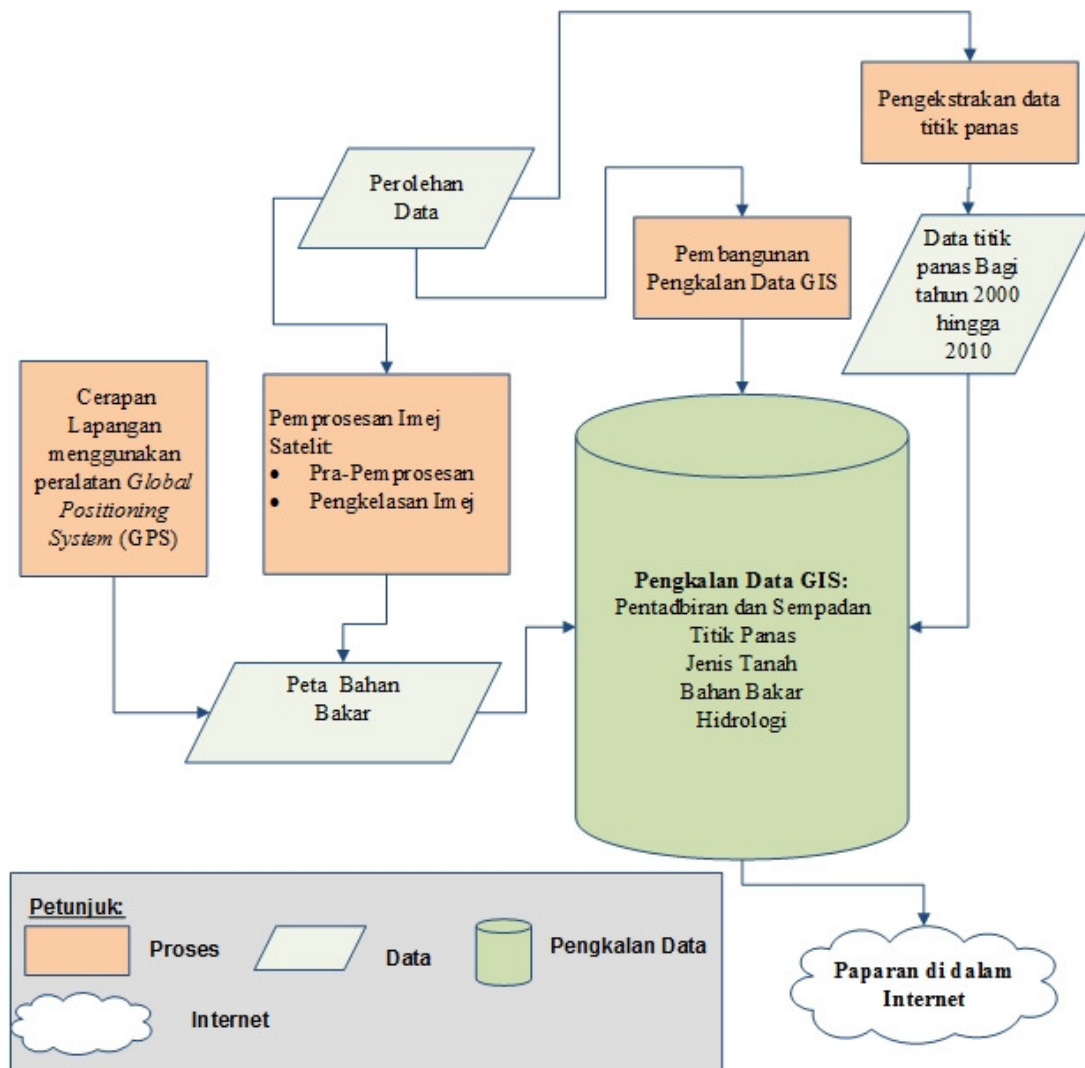 Pengekstrakan data
titik panas
Perolehan
Data
Pembangunan
Pengkalan Data GIS
Data titik
panas Bagi
tahun 2000
hingga
2010
Cerapan
Lapangan
menggunakan
peralatan Global
Positioning
System (GPS)
Pemprosesan Imej
Satelit:
• Pra-Pemprosesan
• Pengkelasan Imej
Pengkalan Data GIS:
Pentadbiran dan Sempadan
Titik Panas
Jenis Tanah
Bahan Bakar
Hidrologi
Peta Bahan
Bakar
Petunjuk:
Proses
Data
Pengkalan Data
Internet
Paparan di dalam
Internet